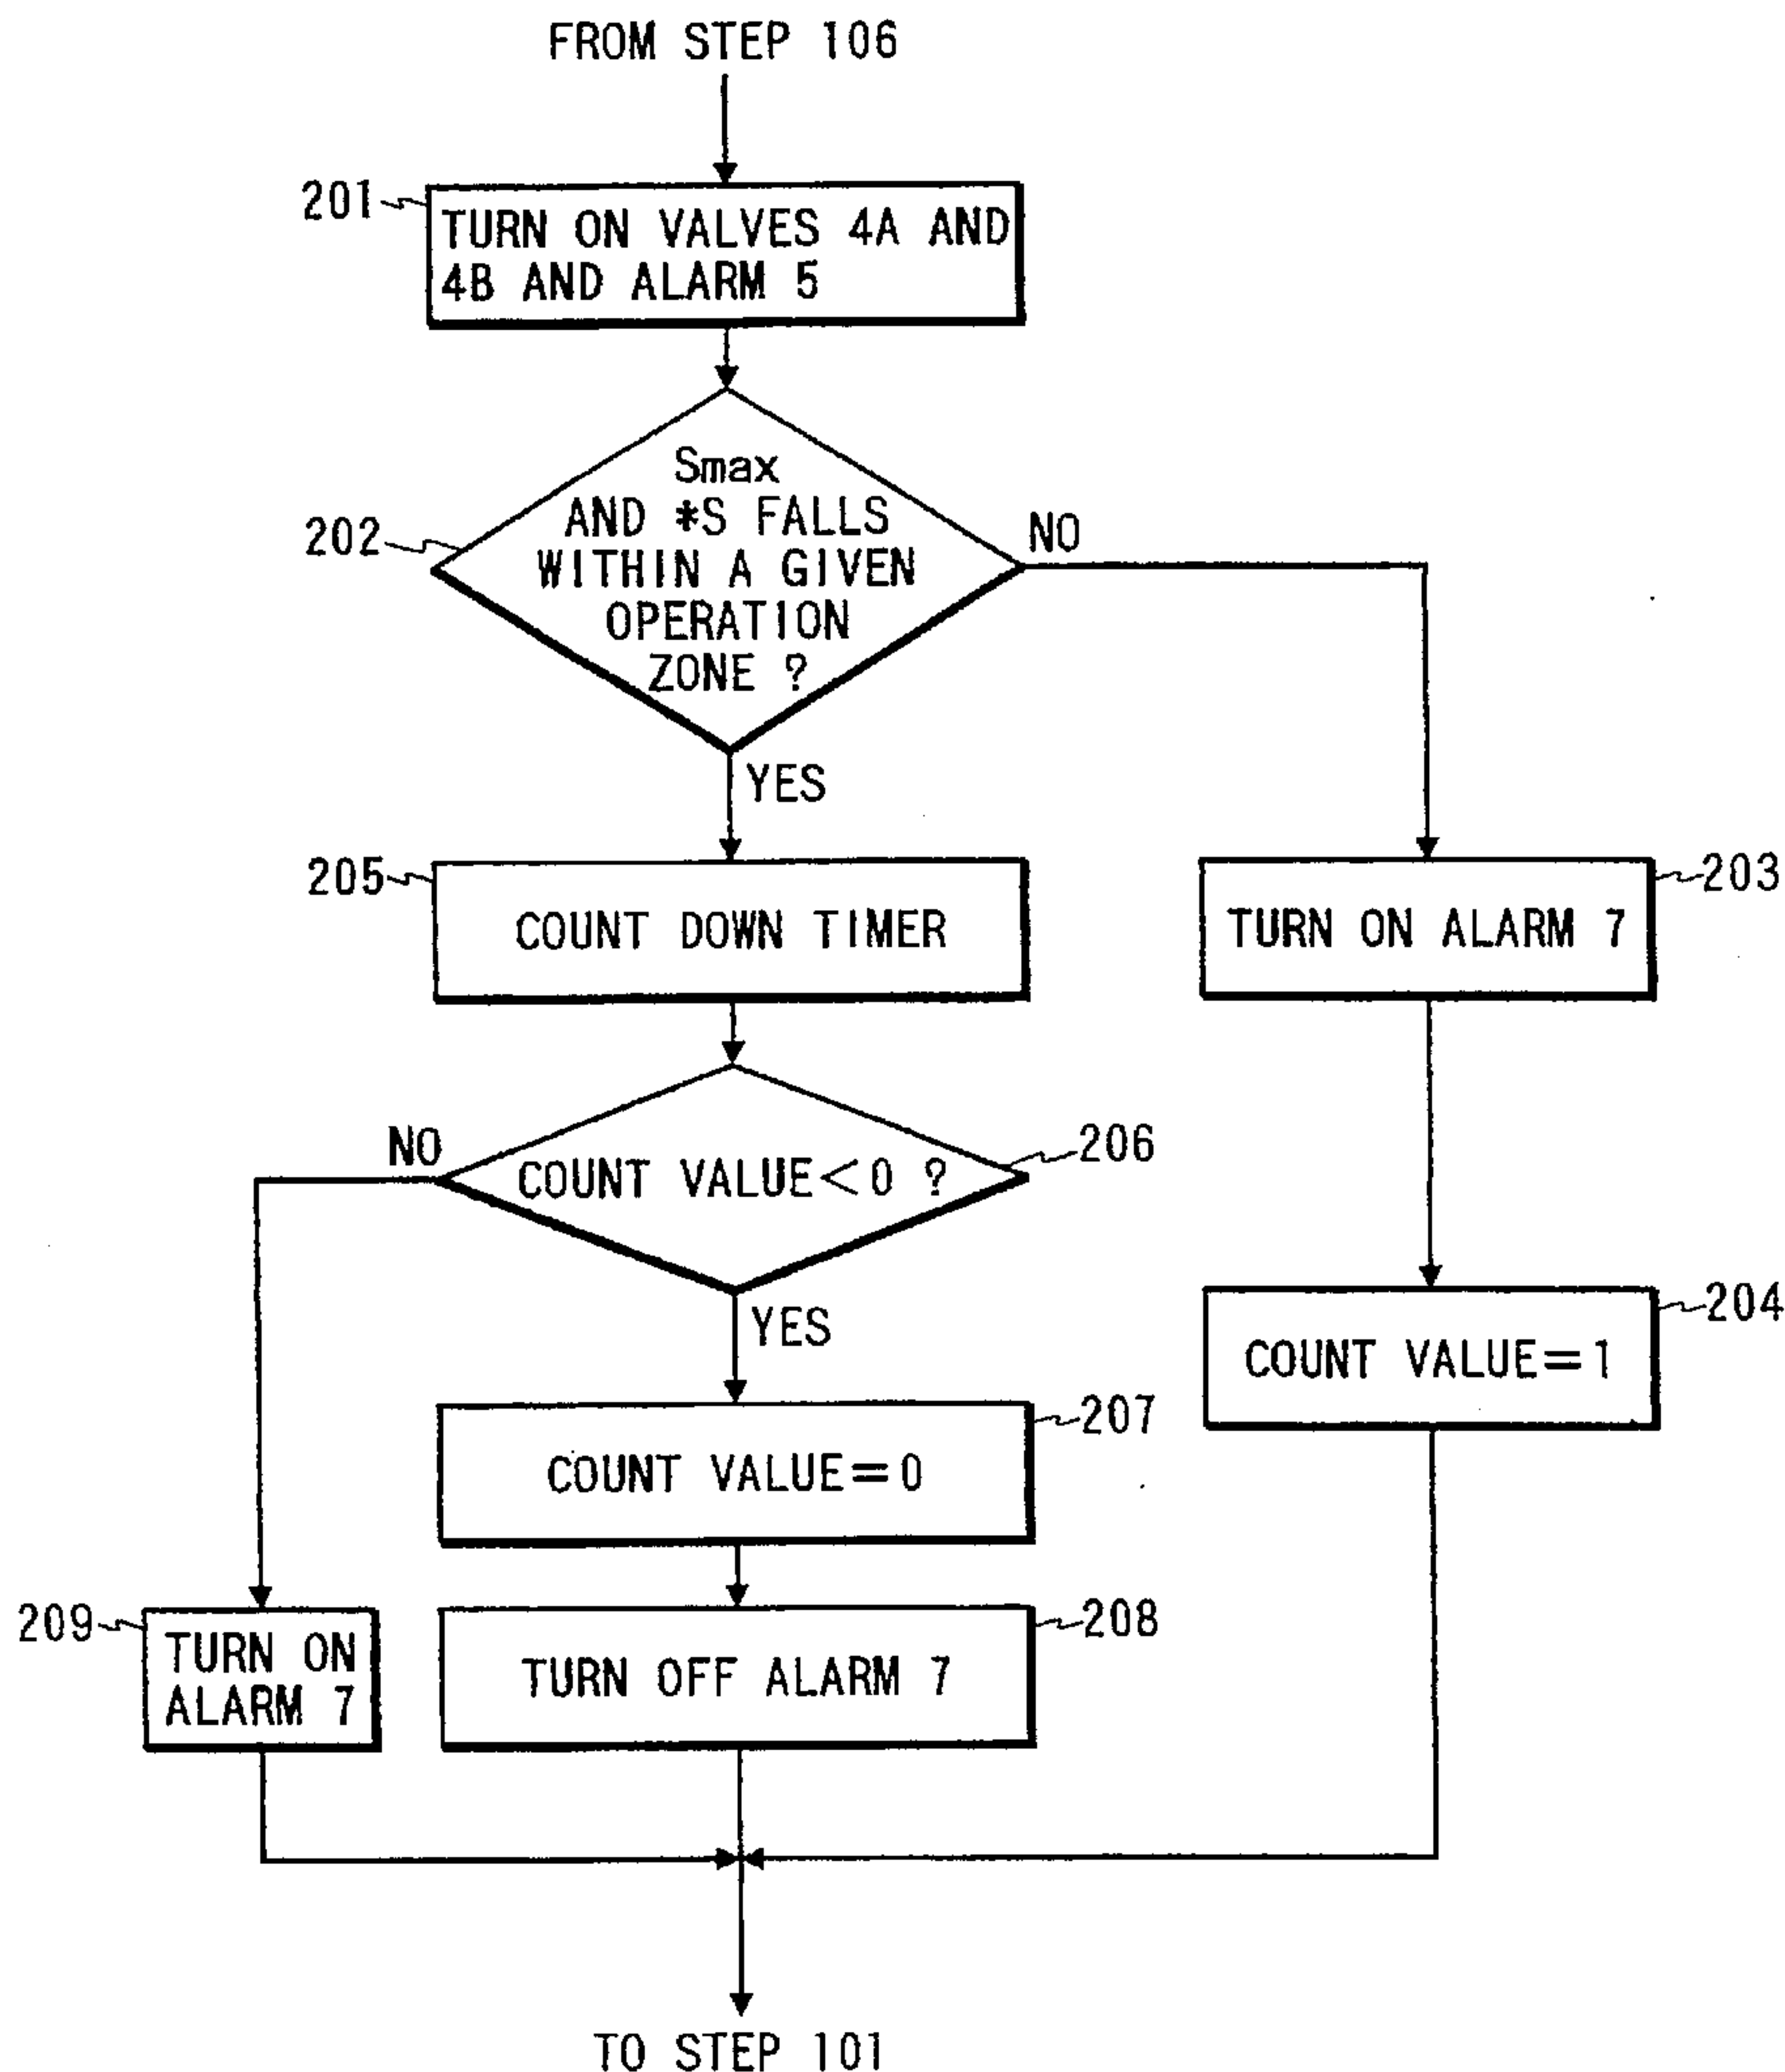 FROM STEP 106
201
TURN ON VALVES 4A AND
4B AND ALARM 5
202
Smax
AND *S FALLS
WITHIN A GIVEN
OPERATION
ZONE ?
NO
YES
205
COUNT DOWN TIMER
203
TURN ON ALARM 7
NO
206
COUNT VALUE<0 ?
YES
204
COUNT VALUE=1
207
COUNT VALUE=0
209
TURN ON
ALARM 7
208
TURN OFF ALARM 7
TO STEP 101